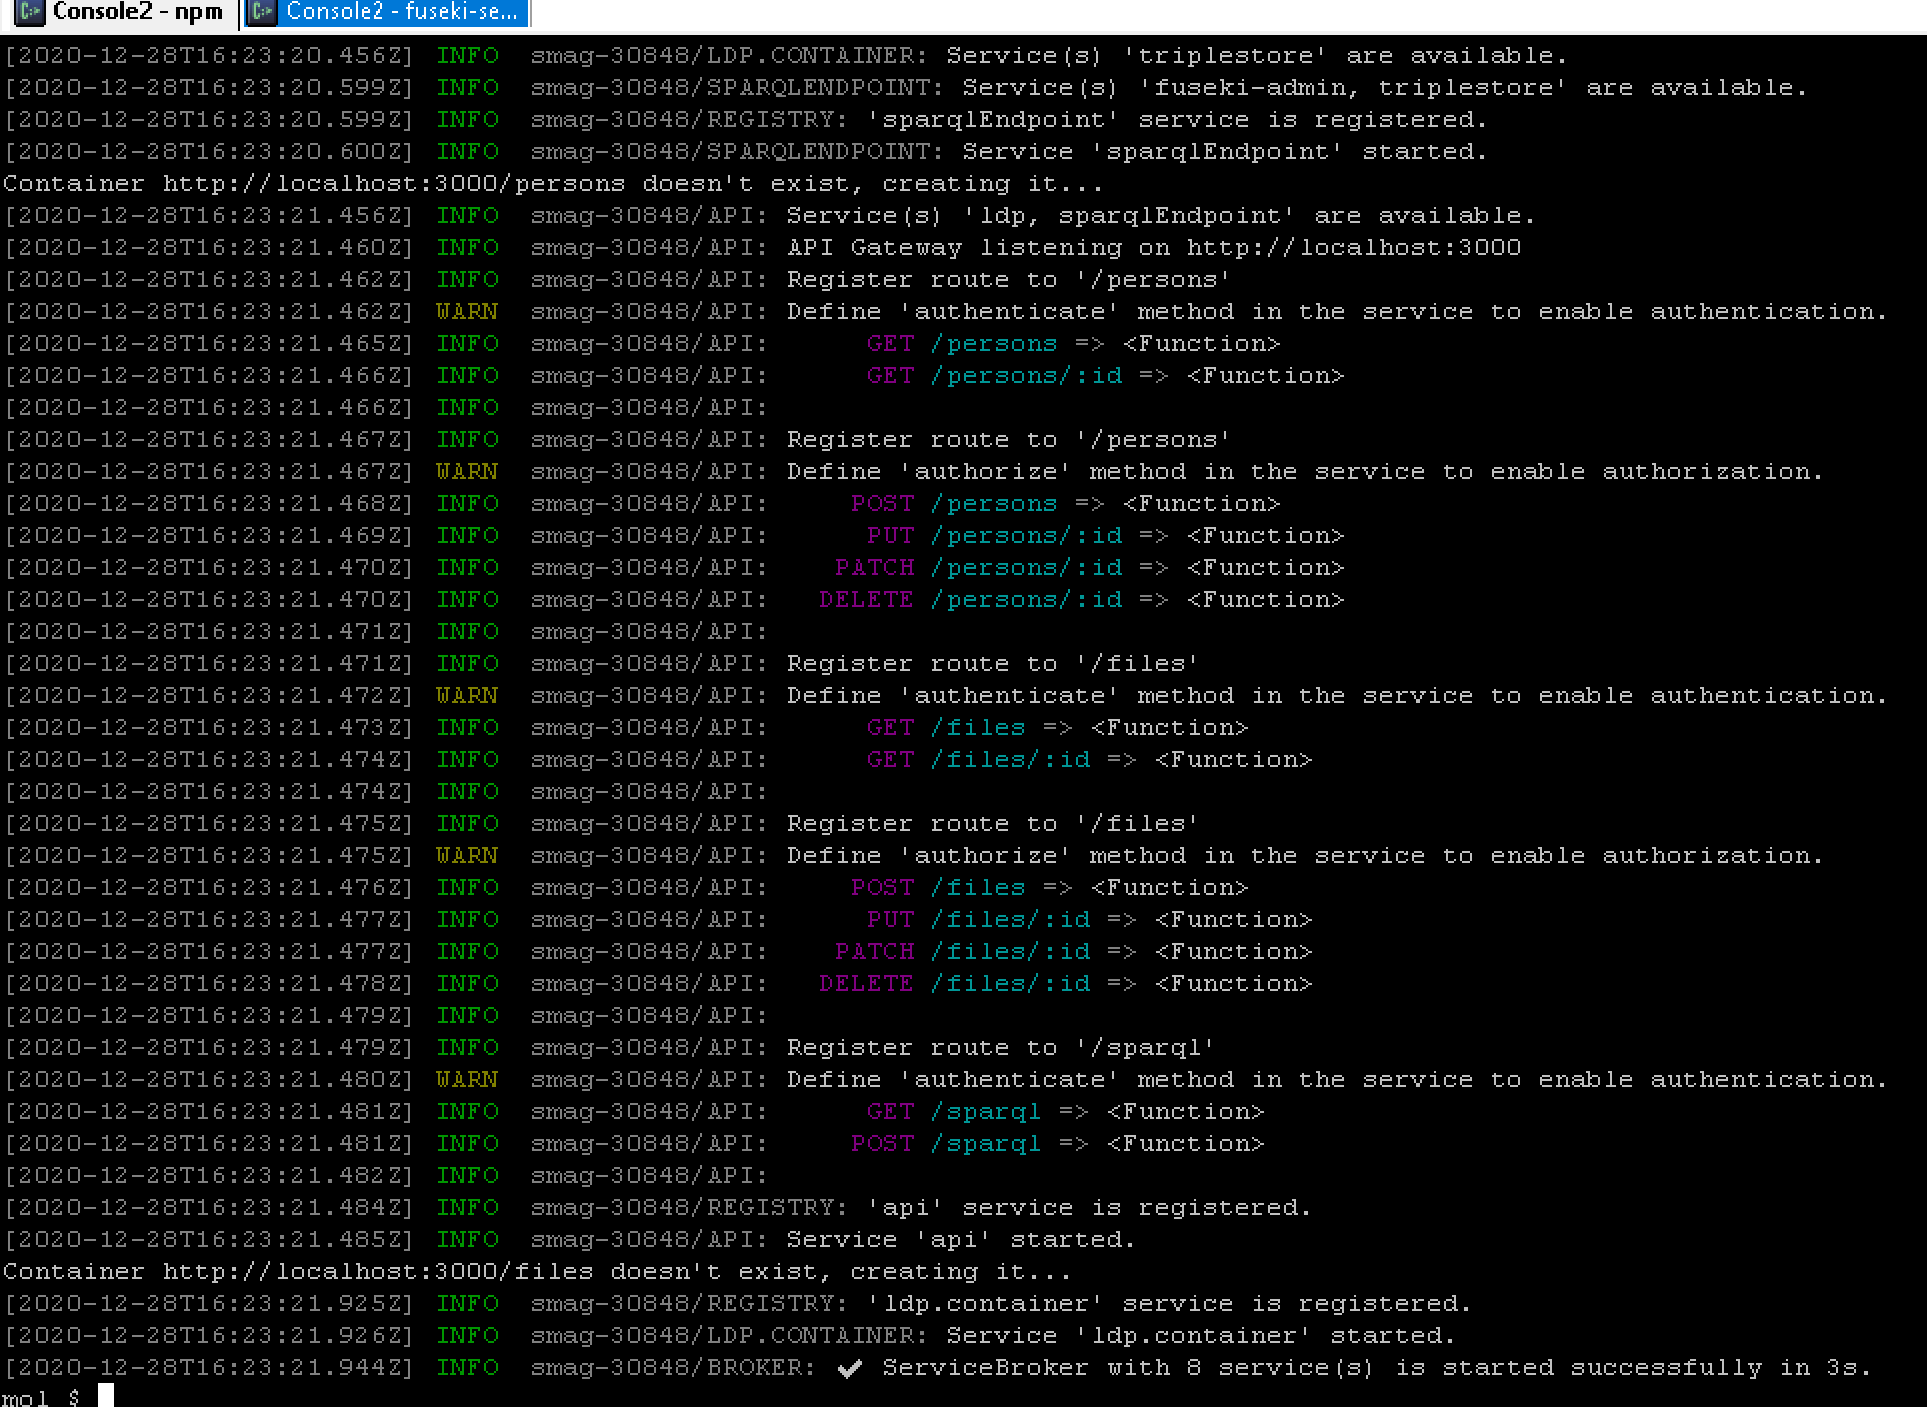 Console2 - npm
Console2 - fuseki-se...
[2020-12-28T16:23:20.456Z] INFO  smag-30848/LDP.CONTAINER: Service(s) 'triplestore' are available.
[2020-12-28T16:23:20.599Z] INFO  smag-30848/SPARQLENDPOINT: Service(s) 'fuseki-admin, triplestore' are available.
[2020-12-28T16:23:20.599Z] INFO  smag-30848/REGISTRY: 'sparqlEndpoint' service is registered.
[2020-12-28T16:23:20.600Z] INFO  smag-30848/SPARQLENDPOINT: Service 'sparqlEndpoint' started.
Container http://localhost:3000/persons doesn't exist, creating it...
[2020-12-28T16:23:21.456Z] INFO  smag-30848/API: Service(s) 'ldp, sparqlEndpoint' are available.
[2020-12-28T16:23:21.460Z] INFO  smag-30848/API: API Gateway listening on http://localhost:3000
[2020-12-28T16:23:21.462Z] INFO  smag-30848/API: Register route to '/persons'
[2020-12-28T16:23:21.462Z] WARN  smag-30848/API: Define 'authenticate' method in the service to enable authentication.
[2020-12-28T16:23:21.465Z] INFO  smag-30848/API:      GET /persons => <Function>
[2020-12-28T16:23:21.466Z] INFO  smag-30848/API:      GET /persons/:id => <Function>
[2020-12-28T16:23:21.466Z] INFO  smag-30848/API:
[2020-12-28T16:23:21.467Z] INFO  smag-30848/API: Register route to '/persons'
[2020-12-28T16:23:21.467Z] WARN  smag-30848/API: Define 'authorize' method in the service to enable authorization.
[2020-12-28T16:23:21.468Z] INFO  smag-30848/API:     POST /persons => <Function>
[2020-12-28T16:23:21.469Z] INFO  smag-30848/API:      PUT /persons/:id => <Function>
[2020-12-28T16:23:21.470Z] INFO  smag-30848/API:    PATCH /persons/:id => <Function>
[2020-12-28T16:23:21.470Z] INFO  smag-30848/API:   DELETE /persons/:id => <Function>
[2020-12-28T16:23:21.471Z] INFO  smag-30848/API:
[2020-12-28T16:23:21.471Z] INFO  smag-30848/API: Register route to '/files'
[2020-12-28T16:23:21.472Z] WARN  smag-30848/API: Define 'authenticate' method in the service to enable authentication.
[2020-12-28T16:23:21.473Z] INFO  smag-30848/API:      GET /files => <Function>
[2020-12-28T16:23:21.474Z] INFO  smag-30848/API:      GET /files/:id => <Function>
[2020-12-28T16:23:21.474Z] INFO  smag-30848/API:
[2020-12-28T16:23:21.475Z] INFO  smag-30848/API: Register route to '/files'
[2020-12-28T16:23:21.475Z] WARN  smag-30848/API: Define 'authorize' method in the service to enable authorization.
[2020-12-28T16:23:21.476Z] INFO  smag-30848/API:     POST /files => <Function>
[2020-12-28T16:23:21.477Z] INFO  smag-30848/API:      PUT /files/:id => <Function>
[2020-12-28T16:23:21.477Z] INFO  smag-30848/API:    PATCH /files/:id => <Function>
[2020-12-28T16:23:21.478Z] INFO  smag-30848/API:   DELETE /files/:id => <Function>
[2020-12-28T16:23:21.479Z] INFO  smag-30848/API:
[2020-12-28T16:23:21.479Z] INFO  smag-30848/API: Register route to '/sparql'
[2020-12-28T16:23:21.480Z] WARN  smag-30848/API: Define 'authenticate' method in the service to enable authentication.
[2020-12-28T16:23:21.481Z] INFO  smag-30848/API:      GET /sparql => <Function>
[2020-12-28T16:23:21.481Z] INFO  smag-30848/API:     POST /sparql => <Function>
[2020-12-28T16:23:21.482Z] INFO  smag-30848/API:
[2020-12-28T16:23:21.484Z] INFO  smag-30848/REGISTRY: 'api' service is registered.
[2020-12-28T16:23:21.485Z] INFO  smag-30848/API: Service 'api' started.
Container http://localhost:3000/files doesn't exist, creating it...
[2020-12-28T16:23:21.925Z] INFO  smag-30848/REGISTRY: 'ldp.container' service is registered.
[2020-12-28T16:23:21.926Z] INFO  smag-30848/LDP.CONTAINER: Service 'ldp.container' started.
[2020-12-28T16:23:21.944Z] INFO  smag-30848/BROKER: ✔ ServiceBroker with 8 service(s) is started successfully in 3s.
mol $